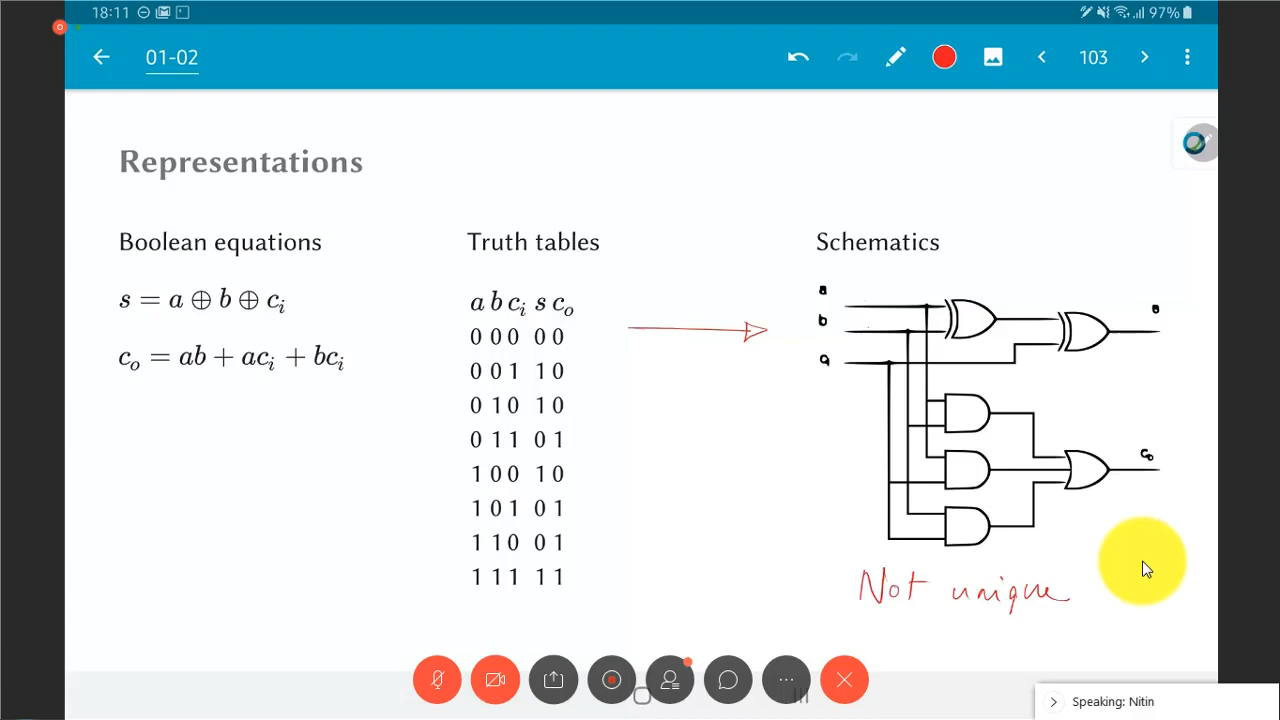 18:11
97%
01-02
103
Representations
Boolean equations
s = a ⊕ b ⊕ cᵢ
cₒ = ab + acᵢ + bcᵢ
Truth tables
a b cᵢ s cₒ
0 0 0 0 0
0 0 1 1 0
0 1 0 1 0
0 1 1 0 1
1 0 0 1 0
1 0 1 0 1
1 1 0 0 1
1 1 1 1 1
Schematics
a
b
cᵢ
s
cₒ
Not unique
Speaking: Nitin